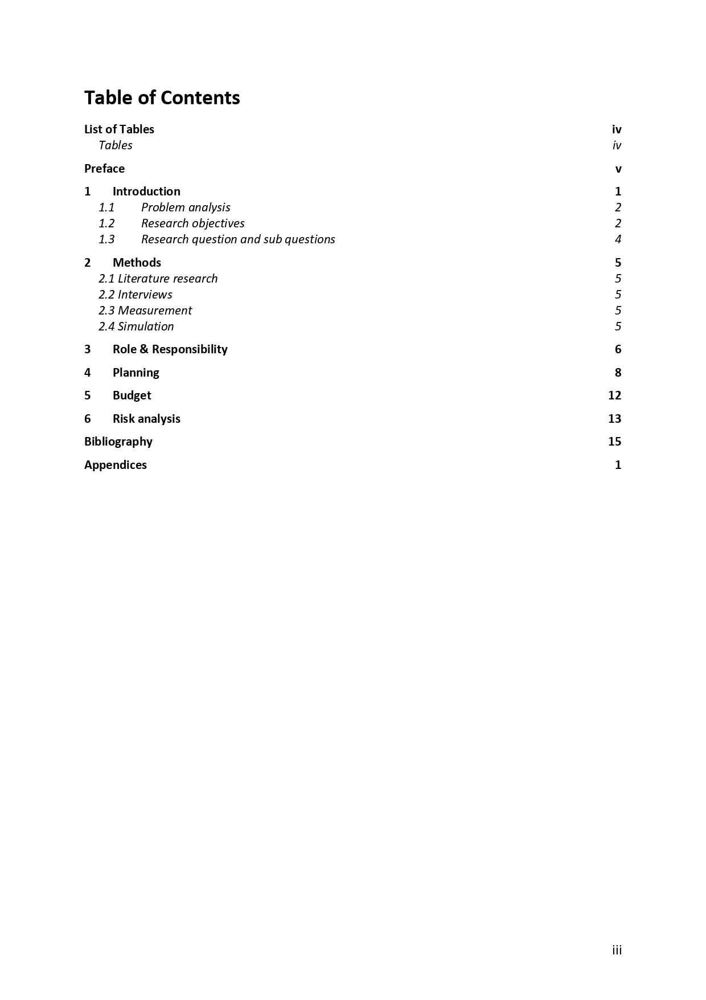 Table of Contents
List of Tables iv
Tables iv
Preface v
1 Introduction 1
1.1 Problem analysis 2
1.2 Research objectives 2
1.3 Research question and sub questions 4
2 Methods 5
2.1 Literature research 5
2.2 Interviews 5
2.3 Measurement 5
2.4 Simulation 5
3 Role & Responsibility 6
4 Planning 8
5 Budget 12
6 Risk analysis 13
Bibliography 15
Appendices 1
iii